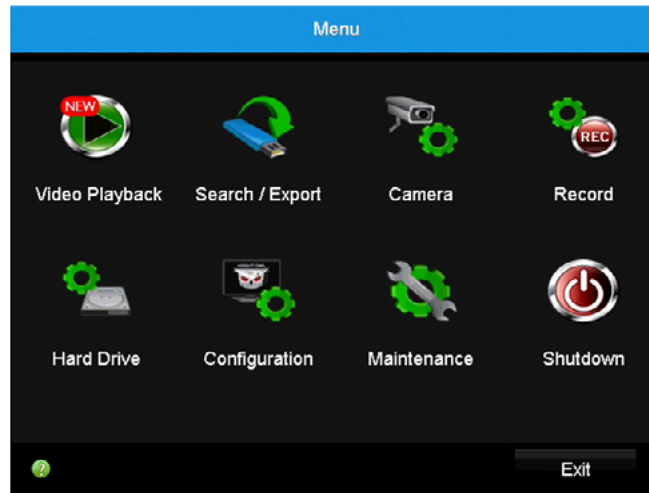 Menu
NEW
Video Playback
Search / Export
Camera
REC
Record
Hard Drive
Configuration
Maintenance
Shutdown
?
Exit